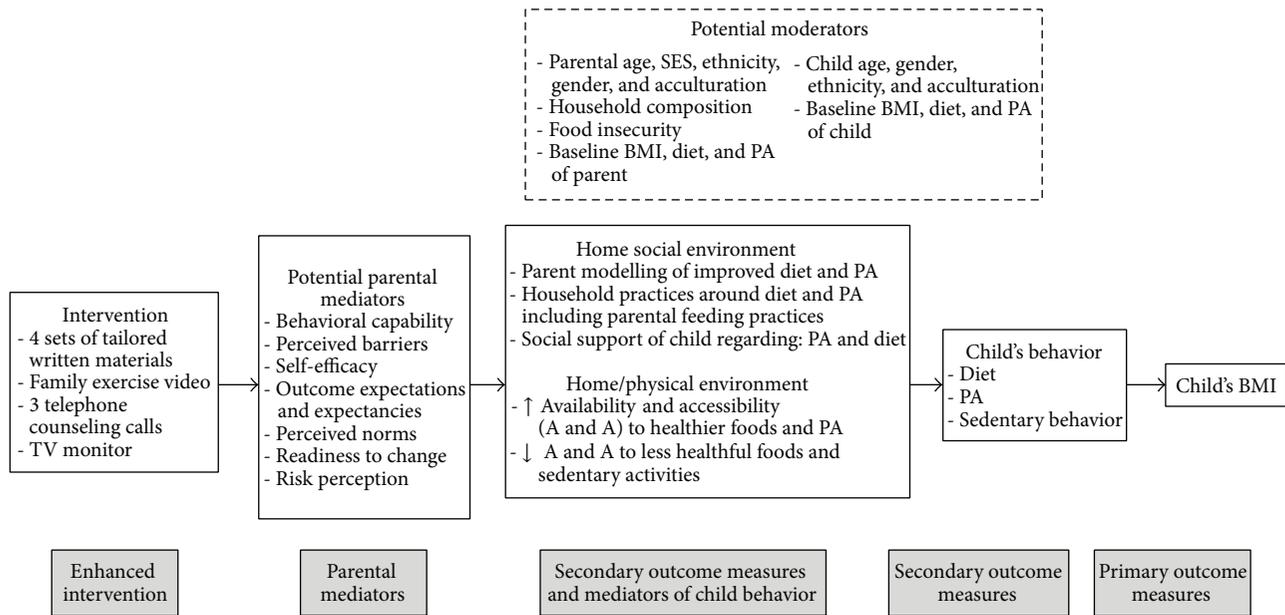 Potential moderators
- Parental age, SES, ethnicity,
gender, and acculturation
- Household composition
- Food insecurity
- Baseline BMI, diet, and PA
of parent
- Child age, gender,
ethnicity, and acculturation
- Baseline BMI, diet, and PA
of child
Intervention
- 4 sets of tailored
written materials
- Family exercise video
- 3 telephone
counseling calls
- TV monitor
Potential parental
mediators
- Behavioral capability
- Perceived barriers
- Self-efficacy
- Outcome expectations
and expectancies
- Perceived norms
- Readiness to change
- Risk perception
Home social environment
- Parent modelling of improved diet and PA
- Household practices around diet and PA
including parental feeding practices
- Social support of child regarding: PA and diet
Home/physical environment
- ↑ Availability and accessibility
(A and A) to healthier foods and PA
- ↓ A and A to less healthful foods and
sedentary activities
Child's behavior
- Diet
- PA
- Sedentary behavior
Child's BMI
Enhanced
intervention
Parental
mediators
Secondary outcome measures
and mediators of child behavior
Secondary outcome
measures
Primary outcome
measures